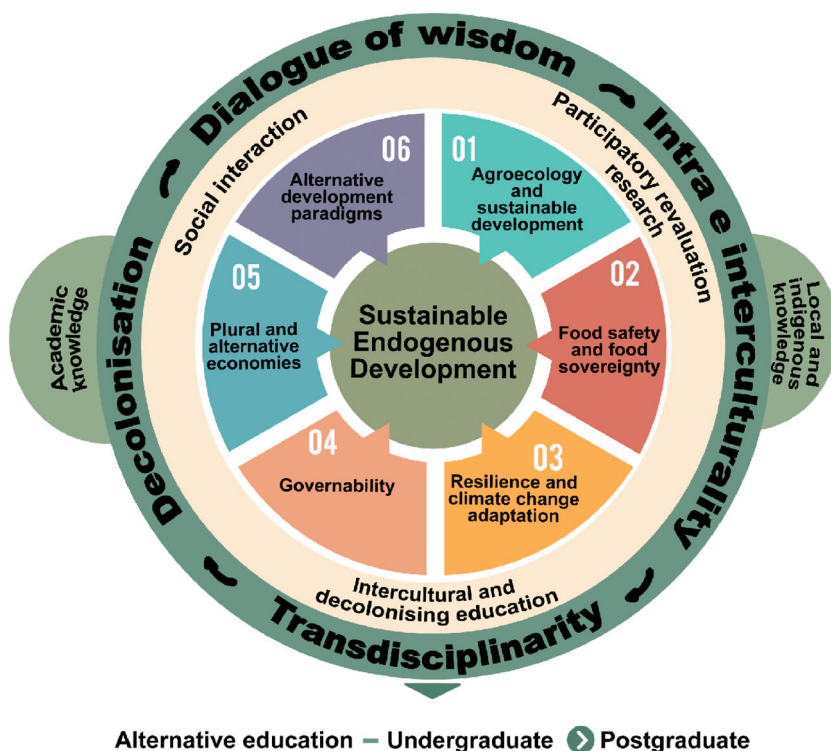 Dialogue of wisdom
Intra e interculturality
Transdisciplinarity
Decolonisation
Social interaction
Participatory revaluation
research
Intercultural and
decolonising education
Academic
knowledge
Local and
indigenous
knowledge
01
Agroecology and
sustainable
development
02
Food safety
and food
sovereignty
03
Resilience and
climate change
adaptation
04
Governability
05
Plural and
alternative
economies
06
Alternative
development
paradigms
Sustainable
Endogenous
Development
Alternative education – Undergraduate > Postgraduate